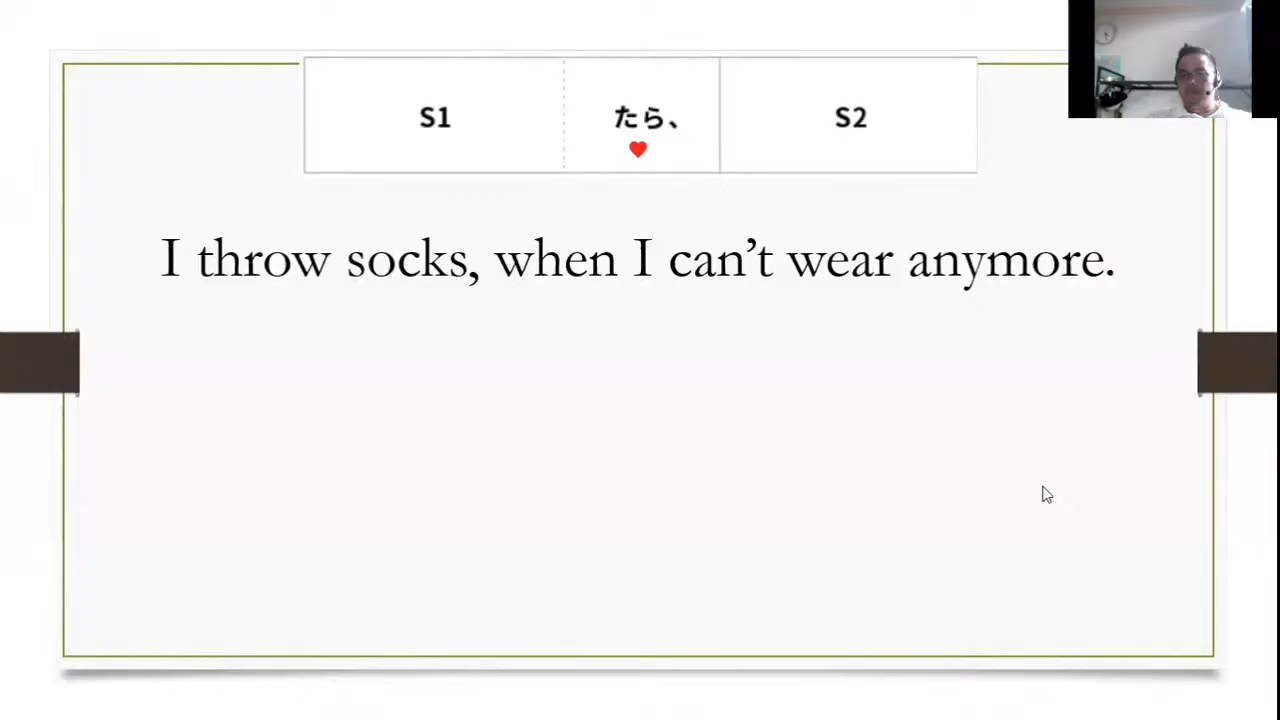 S1 たら、 S2
I throw socks, when I can't wear anymore.